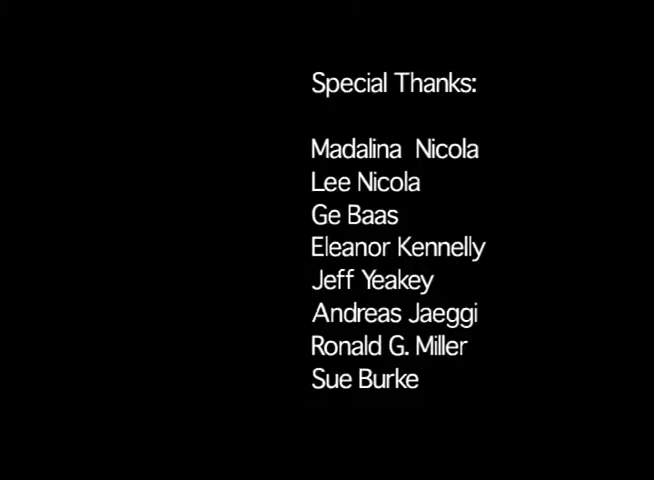 Special Thanks:
Madalina Nicola
Lee Nicola
Ge Baas
Eleanor Kennelly
Jeff Yeakey
Andreas Jaeggi
Ronald G. Miller
Sue Burke